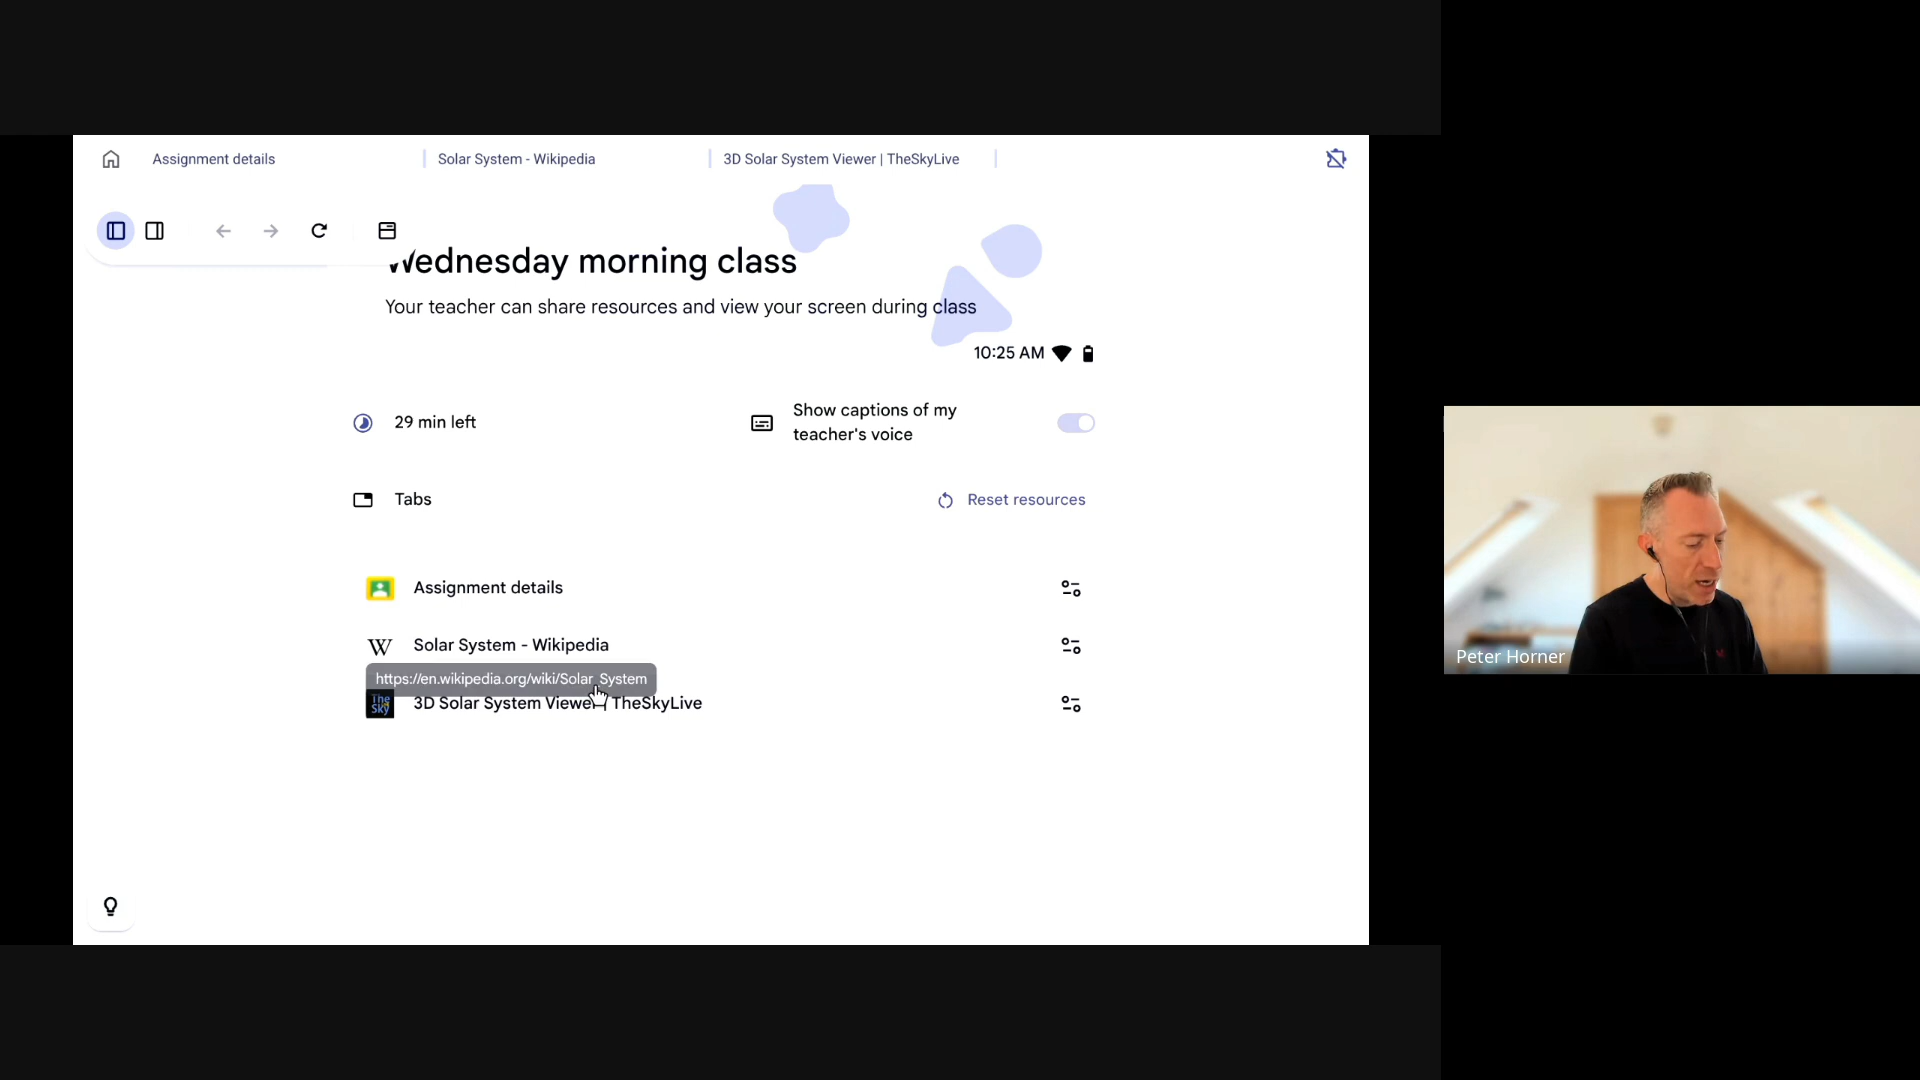 Assignment details
Solar System - Wikipedia
3D Solar System Viewer | TheSkyLive
Wednesday morning class
Your teacher can share resources and view your screen during class
10:25 AM
29 min left
Show captions of my
teacher's voice
Tabs
Reset resources
Assignment details
W Solar System - Wikipedia
https://en.wikipedia.org/wiki/Solar_System
The
Sky
3D Solar System Viewer | TheSkyLive
Peter Horner